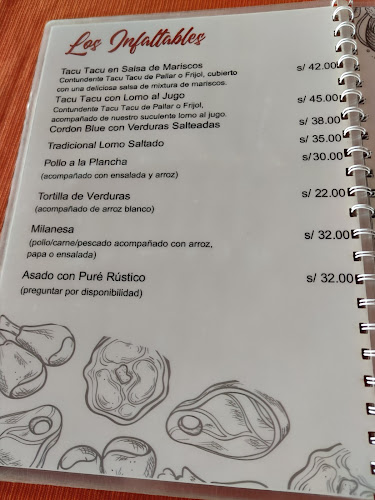 Los Infaltables
Tacu Tacu en Salsa de Mariscos s/ 42.00
Contundente Tacu Tacu de Pallar o Frijol, cubierto
con una deliciosa salsa de mixtura de mariscos.
Tacu Tacu con Lomo al Jugo s/ 45.00
Contundente Tacu Tacu de Pallar o Frijol,
acompañado de nuestro suculente lomo al jugo.
Cordon Blue con Verduras Salteadas s/ 38.00
Tradicional Lomo Saltado s/ 35.00
Pollo a la Plancha s/30.00
(acompañado con ensalada y arroz)
Tortilla de Verduras s/ 22.00
(acompañado de arroz blanco)
Milanesa s/ 32.00
(pollo/carne/pescado acompañado con arroz,
papa o ensalada)
Asado con Puré Rústico s/ 32.00
(preguntar por disponibilidad)